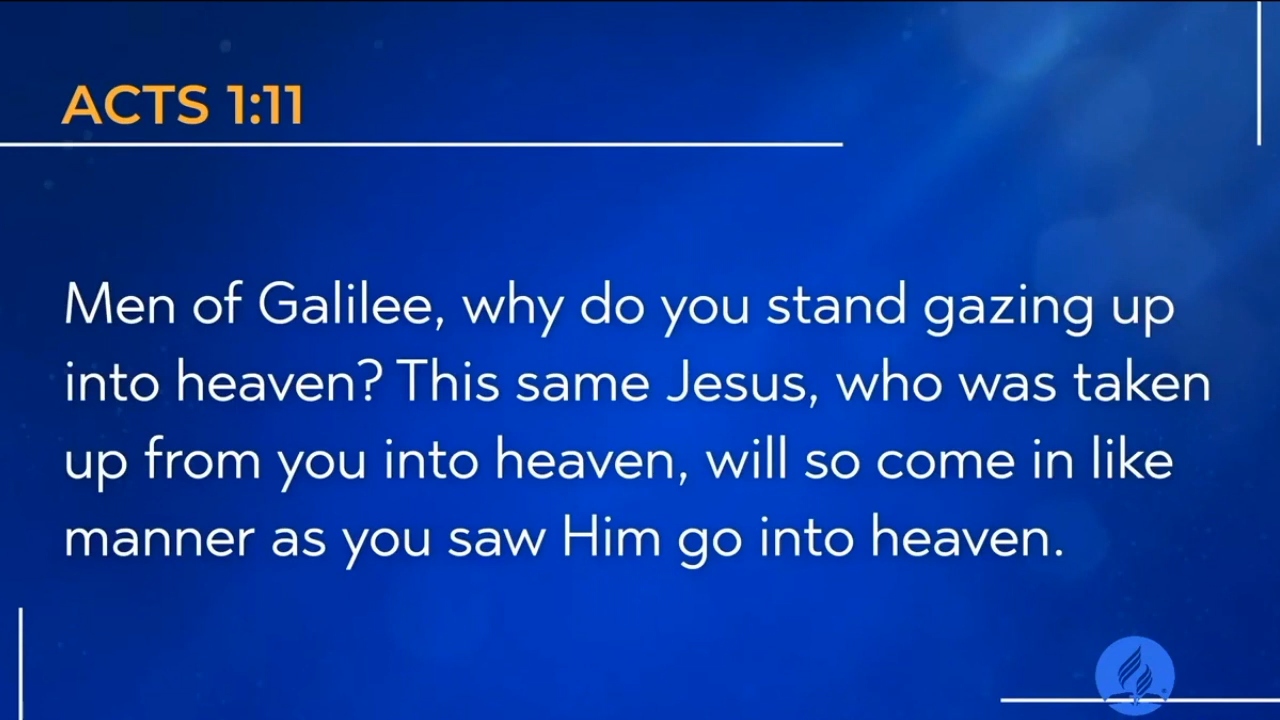 ACTS 1:11
Men of Galilee, why do you stand gazing up
into heaven? This same Jesus, who was taken
up from you into heaven, will so come in like
manner as you saw Him go into heaven.